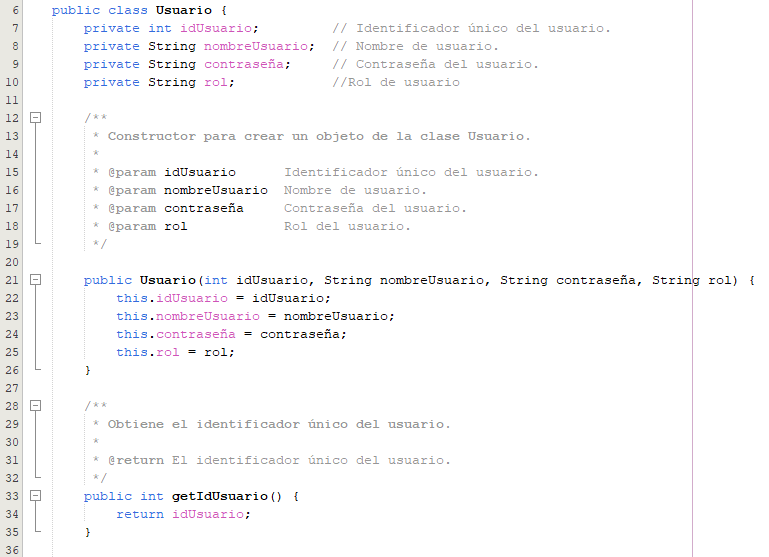 6 public class Usuario {
7 private int idUsuario; // Identificador único del usuario.
8 private String nombreUsuario; // Nombre de usuario.
9 private String contraseña; // Contraseña del usuario.
10 private String rol; //Rol de usuario
11
12 /**
13 * Constructor para crear un objeto de la clase Usuario.
14 *
15 * @param idUsuario Identificador único del usuario.
16 * @param nombreUsuario Nombre de usuario.
17 * @param contraseña Contraseña del usuario.
18 * @param rol Rol del usuario.
19 */
20
21 public Usuario(int idUsuario, String nombreUsuario, String contraseña, String rol) {
22 this.idUsuario = idUsuario;
23 this.nombreUsuario = nombreUsuario;
24 this.contraseña = contraseña;
25 this.rol = rol;
26 }
27
28 /**
29 * Obtiene el identificador único del usuario.
30 *
31 * @return El identificador único del usuario.
32 */
33 public int getIdUsuario() {
34 return idUsuario;
35 }
36